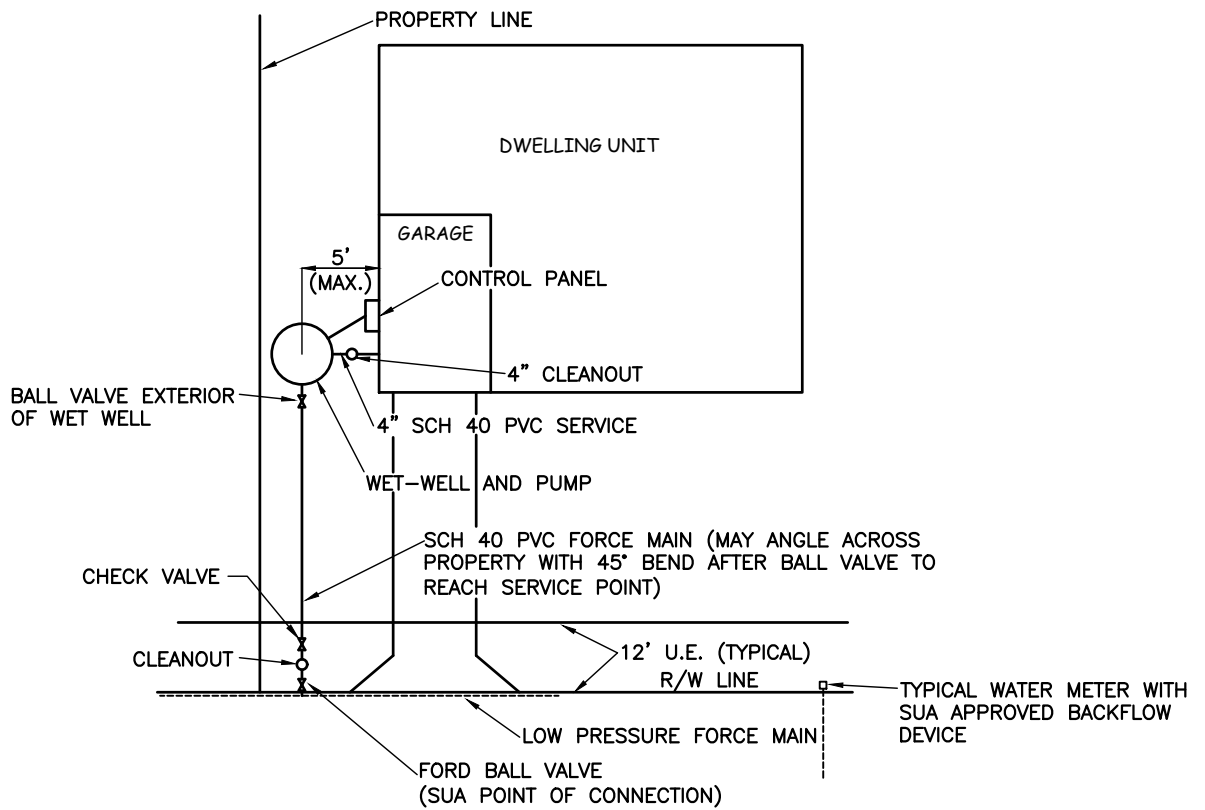 PROPERTY LINE
DWELLING UNIT
GARAGE
5'
(MAX.)
CONTROL PANEL
4" CLEANOUT
BALL VALVE EXTERIOR
OF WET WELL
4" SCH 40 PVC SERVICE
WET-WELL AND PUMP
SCH 40 PVC FORCE MAIN (MAY ANGLE ACROSS
PROPERTY WITH 45° BEND AFTER BALL VALVE TO
REACH SERVICE POINT)
CHECK VALVE
CLEANOUT
12' U.E. (TYPICAL)
R/W LINE
TYPICAL WATER METER WITH
SUA APPROVED BACKFLOW
DEVICE
LOW PRESSURE FORCE MAIN
FORD BALL VALVE
(SUA POINT OF CONNECTION)